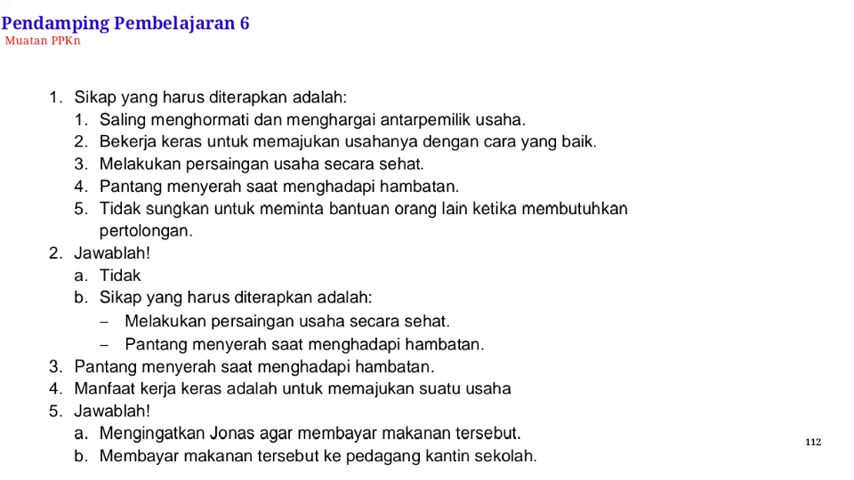 Pendamping Pembelajaran 6
Muatan PPKn
1. Sikap yang harus diterapkan adalah:
1. Saling menghormati dan menghargai antarpemilik usaha.
2. Bekerja keras untuk memajukan usahanya dengan cara yang baik.
3. Melakukan persaingan usaha secara sehat.
4. Pantang menyerah saat menghadapi hambatan.
5. Tidak sungkan untuk meminta bantuan orang lain ketika membutuhkan
pertolongan.
2. Jawablah!
a. Tidak
b. Sikap yang harus diterapkan adalah:
– Melakukan persaingan usaha secara sehat.
– Pantang menyerah saat menghadapi hambatan.
3. Pantang menyerah saat menghadapi hambatan.
4. Manfaat kerja keras adalah untuk memajukan suatu usaha
5. Jawablah!
a. Mengingatkan Jonas agar membayar makanan tersebut.
b. Membayar makanan tersebut ke pedagang kantin sekolah.
112